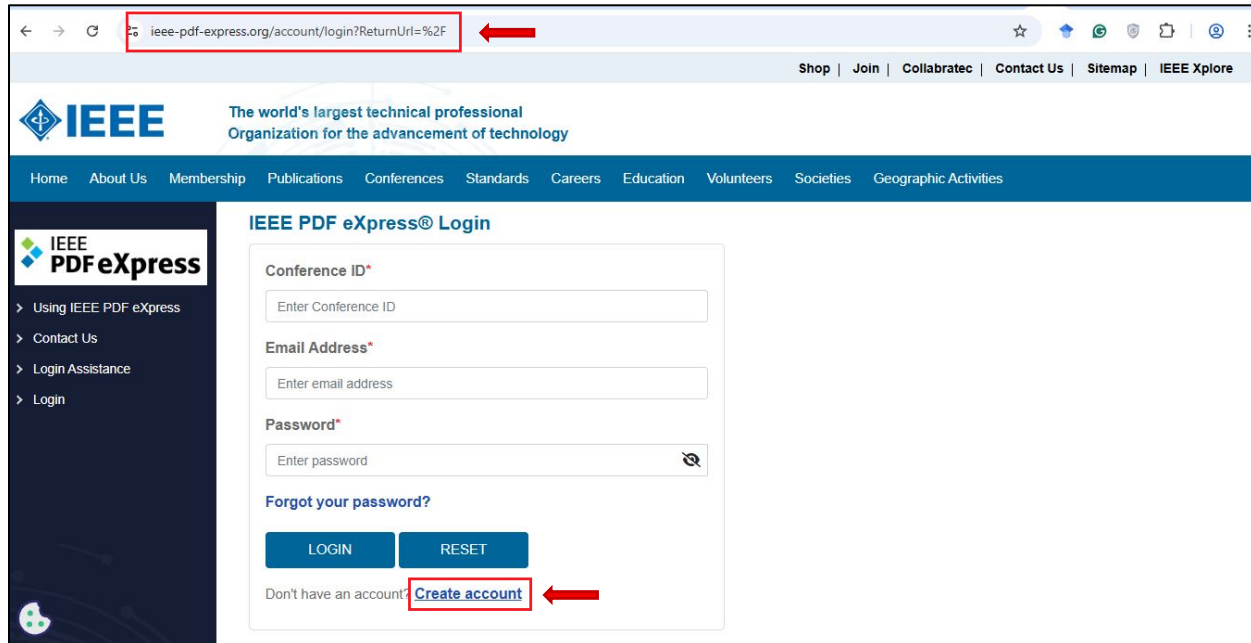 ieee-pdf-express.org/account/login?ReturnUrl=%2F
Shop | Join | Collabratec | Contact Us | Sitemap | IEEE Xplore
IEEE
The world's largest technical professional
Organization for the advancement of technology
Home About Us Membership Publications Conferences Standards Careers Education Volunteers Societies Geographic Activities
IEEE
PDF eXpress
Using IEEE PDF eXpress
Contact Us
Login Assistance
Login
IEEE PDF eXpress® Login
Conference ID*
Enter Conference ID
Email Address*
Enter email address
Password*
Enter password
Forgot your password?
LOGIN RESET
Don't have an account? Create account